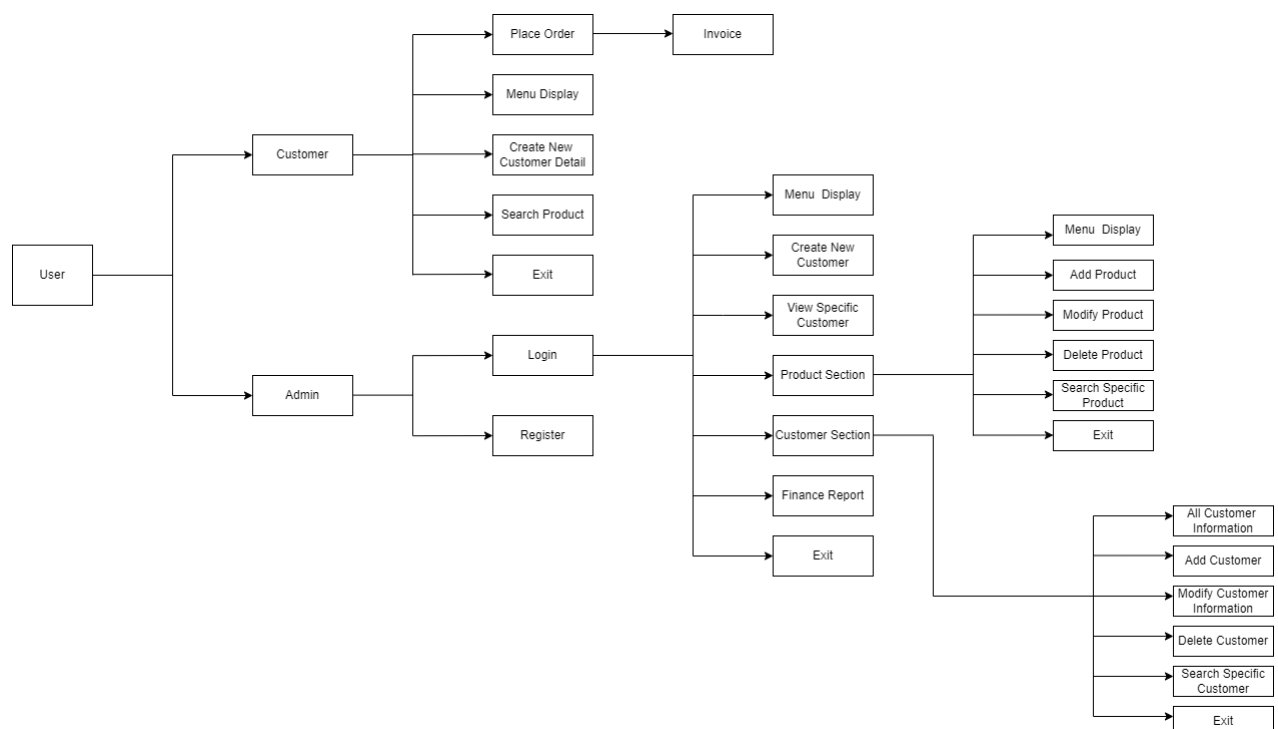 Place Order
Invoice
Menu Display
Customer
Create New
Customer Detail
Search Product
Exit
User
Admin
Login
Register
Menu  Display
Create New
Customer
View Specific
Customer
Product Section
Customer Section
Finance Report
Exit
Menu  Display
Add Product
Modify Product
Delete Product
Search Specific
Product
Exit
All Customer
Information
Add Customer
Modify Customer
Information
Delete Customer
Search Specific
Customer
Exit